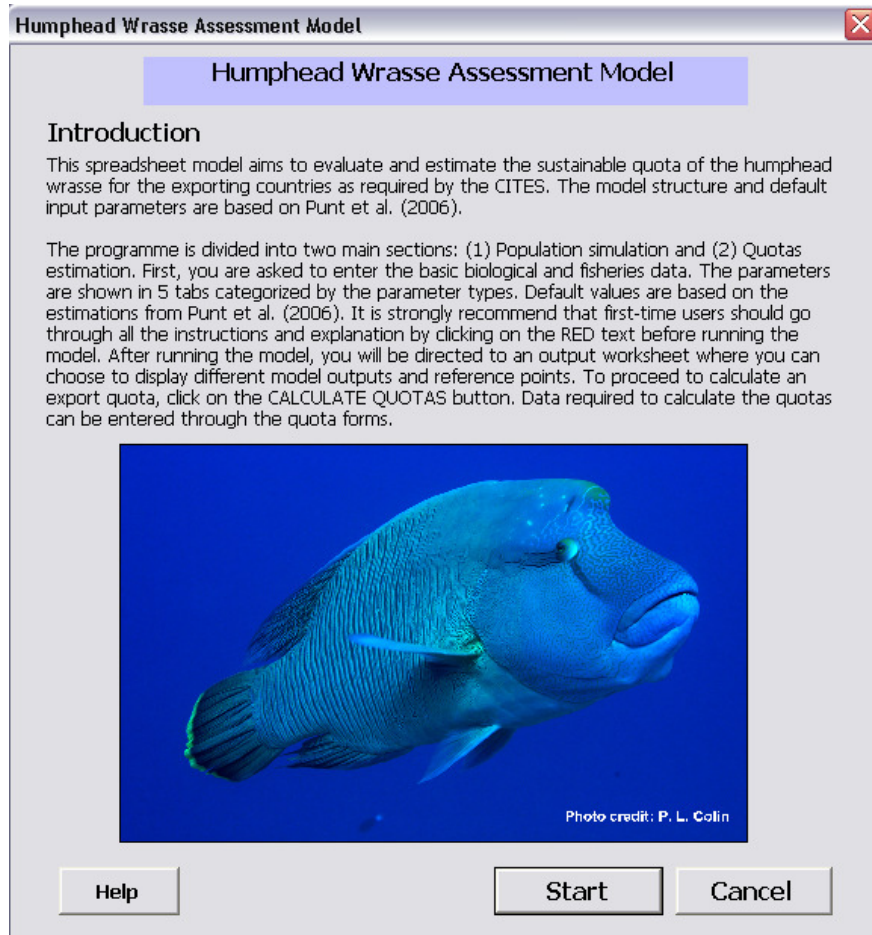 Humphead Wrasse Assessment Model
Humphead Wrasse Assessment Model
Introduction
This spreadsheet model aims to evaluate and estimate the sustainable quota of the humphead
wrasse for the exporting countries as required by the CITES. The model structure and default
input parameters are based on Punt et al. (2006).
The programme is divided into two main sections: (1) Population simulation and (2) Quotas
estimation. First, you are asked to enter the basic biological and fisheries data. The parameters
are shown in 5 tabs categorized by the parameter types. Default values are based on the
estimations from Punt et al. (2006). It is strongly recommend that first-time users should go
through all the instructions and explanation by clicking on the RED text before running the
model. After running the model, you will be directed to an output worksheet where you can
choose to display different model outputs and reference points. To proceed to calculate an
export quota, click on the CALCULATE QUOTAS button. Data required to calculate the quotas
can be entered through the quota forms.
Photo credit: P. L. Colin
Help
Start
Cancel